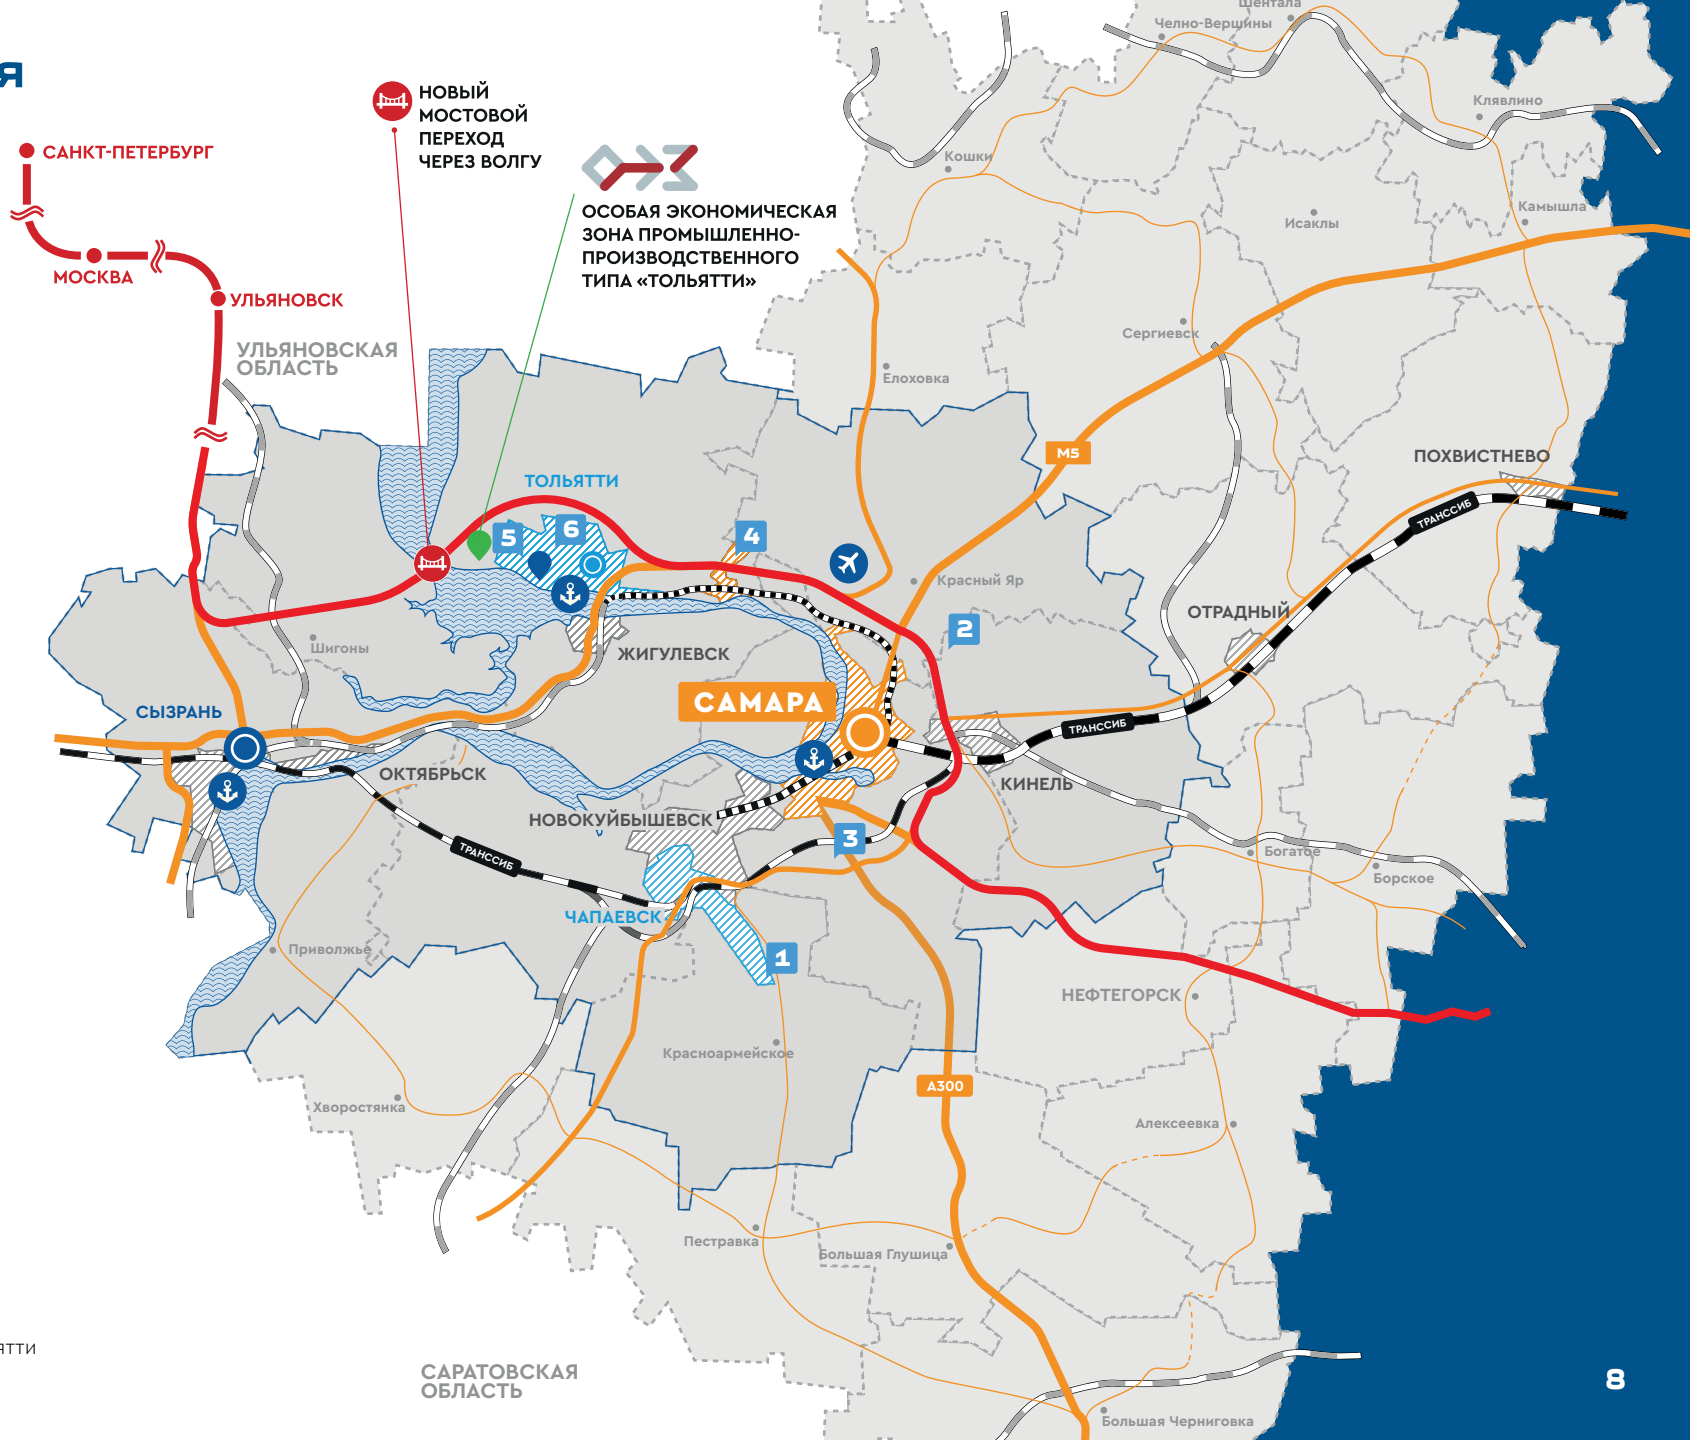 Я
Шентала
Челно-Вершины
Клявлино
НОВЫЙ
МОСТОВОЙ
ПЕРЕХОД
ЧЕРЕЗ ВОЛГУ
САНКТ-ПЕТЕРБУРГ
МОСКВА
УЛЬЯНОВСК
ОСОБАЯ ЭКОНОМИЧЕСКАЯ
ЗОНА ПРОМЫШЛЕННО-
ПРОИЗВОДСТВЕННОГО
ТИПА «ТОЛЬЯТТИ»
Кошки
Исаклы
Камышла
Сергиевск
УЛЬЯНОВСКАЯ
ОБЛАСТЬ
Елоховка
М5
ПОХВИСТНЕВО
ТОЛЬЯТТИ
ТРАНССИБ
5
6
4
Красный Яр
2
ОТРАДНЫЙ
Шигоны
ЖИГУЛЕВСК
САМАРА
СЫЗРАНЬ
ТРАНССИБ
ОКТЯБРЬСК
КИНЕЛЬ
НОВОКУЙБЫШЕВСК
3
ТРАНССИБ
Богатое
Борское
ЧАПАЕВСК
Приволжье
1
НЕФТЕГОРСК
Красноармейское
А300
Хворостянка
Алексеевка
Пестравка
Большая Глушица
ЯТТИ
САРАТОВСКАЯ
ОБЛАСТЬ
8
Большая Черниговка